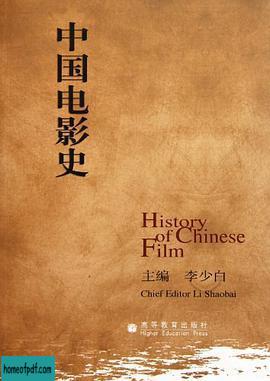 中国电影史
History
of Chinese
Film
主编 李少白
Chief Editor Li Shaobai
高等教育出版社
Higher Education Press
homeofpdf.com